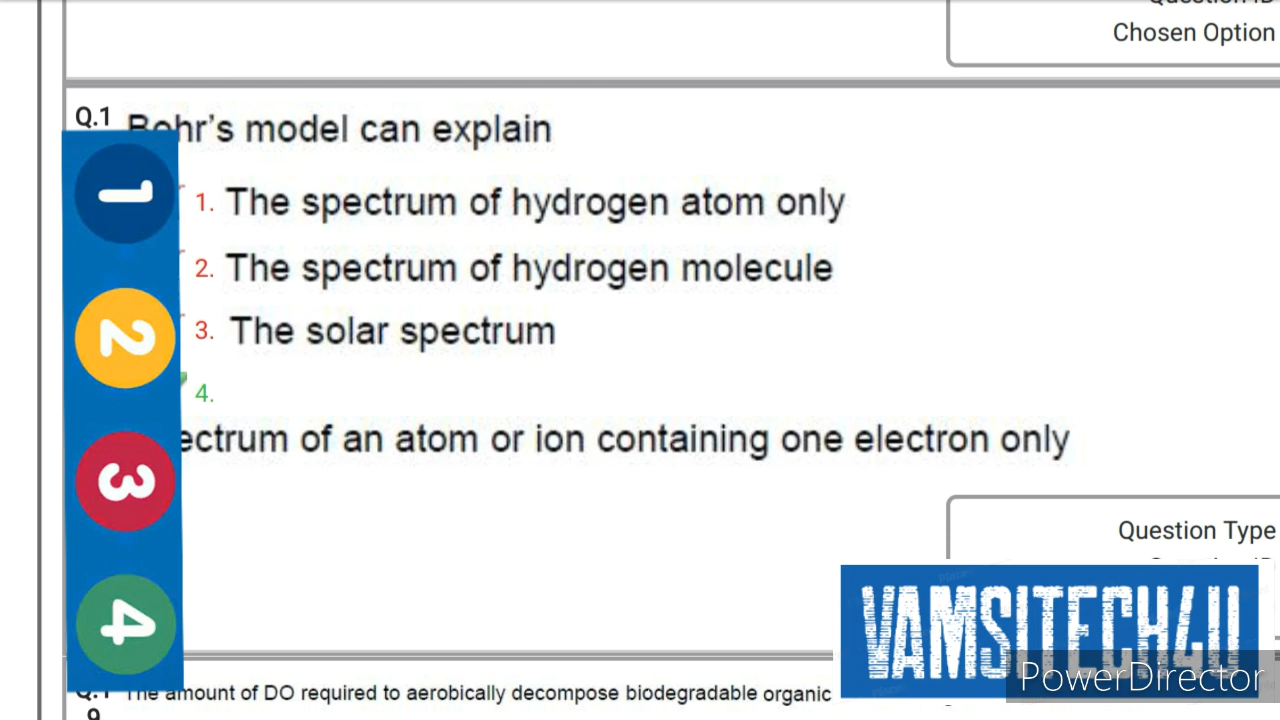 Chosen Option
Q.1 Bohr's model can explain
1. The spectrum of hydrogen atom only
2. The spectrum of hydrogen molecule
3. The solar spectrum
4.
of an atom or ion containing one electron only
Question Type
The amount of DO required to aerobically decompose biodegradable organic
9
1
2
3
4
VAMSITECH4U
PowerDirector